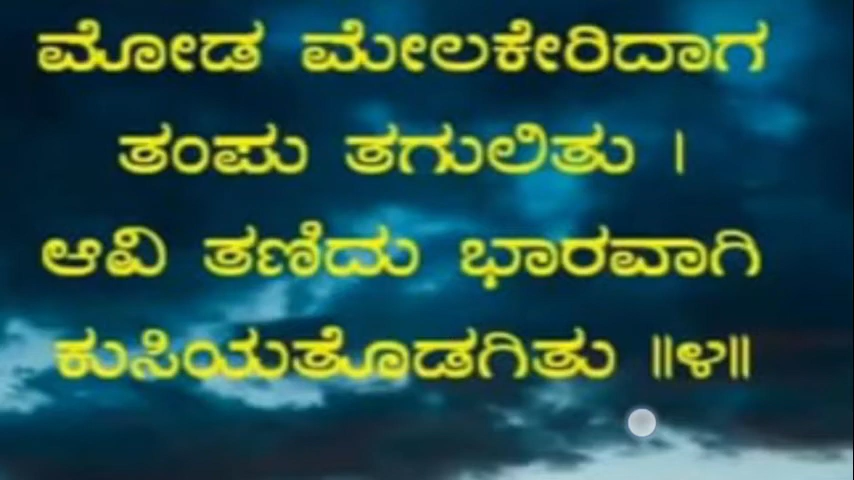 ಮೋಡ ಮೇಲಕೇರಿದಾಗ
ತಂಪು ತಗುಲಿತು ।
ಆವಿ ತಣಿದು ಭಾರವಾಗಿ
ಕುಸಿಯತೊಡಗಿತು ॥೪॥